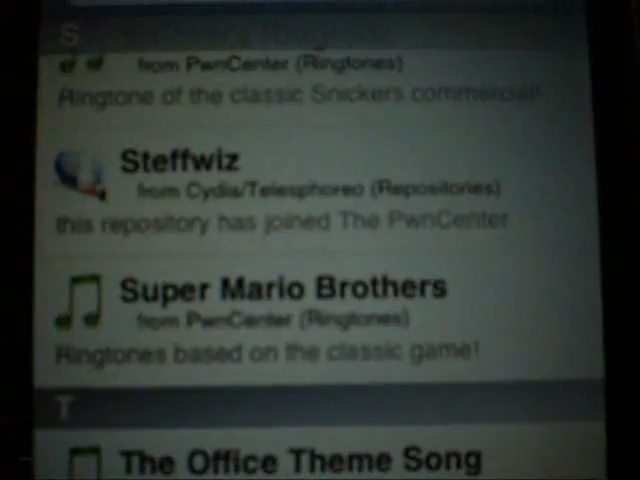 S
from PwnCenter (Ringtones)
Ringtone of the classic Snickers commercial!
Steffwiz
from Cydia/Telesphoreo (Repositories)
this repository has joined The PwnCenter
Super Mario Brothers
from PwnCenter (Ringtones)
Ringtones based on the classic game!
T
The Office Theme Song